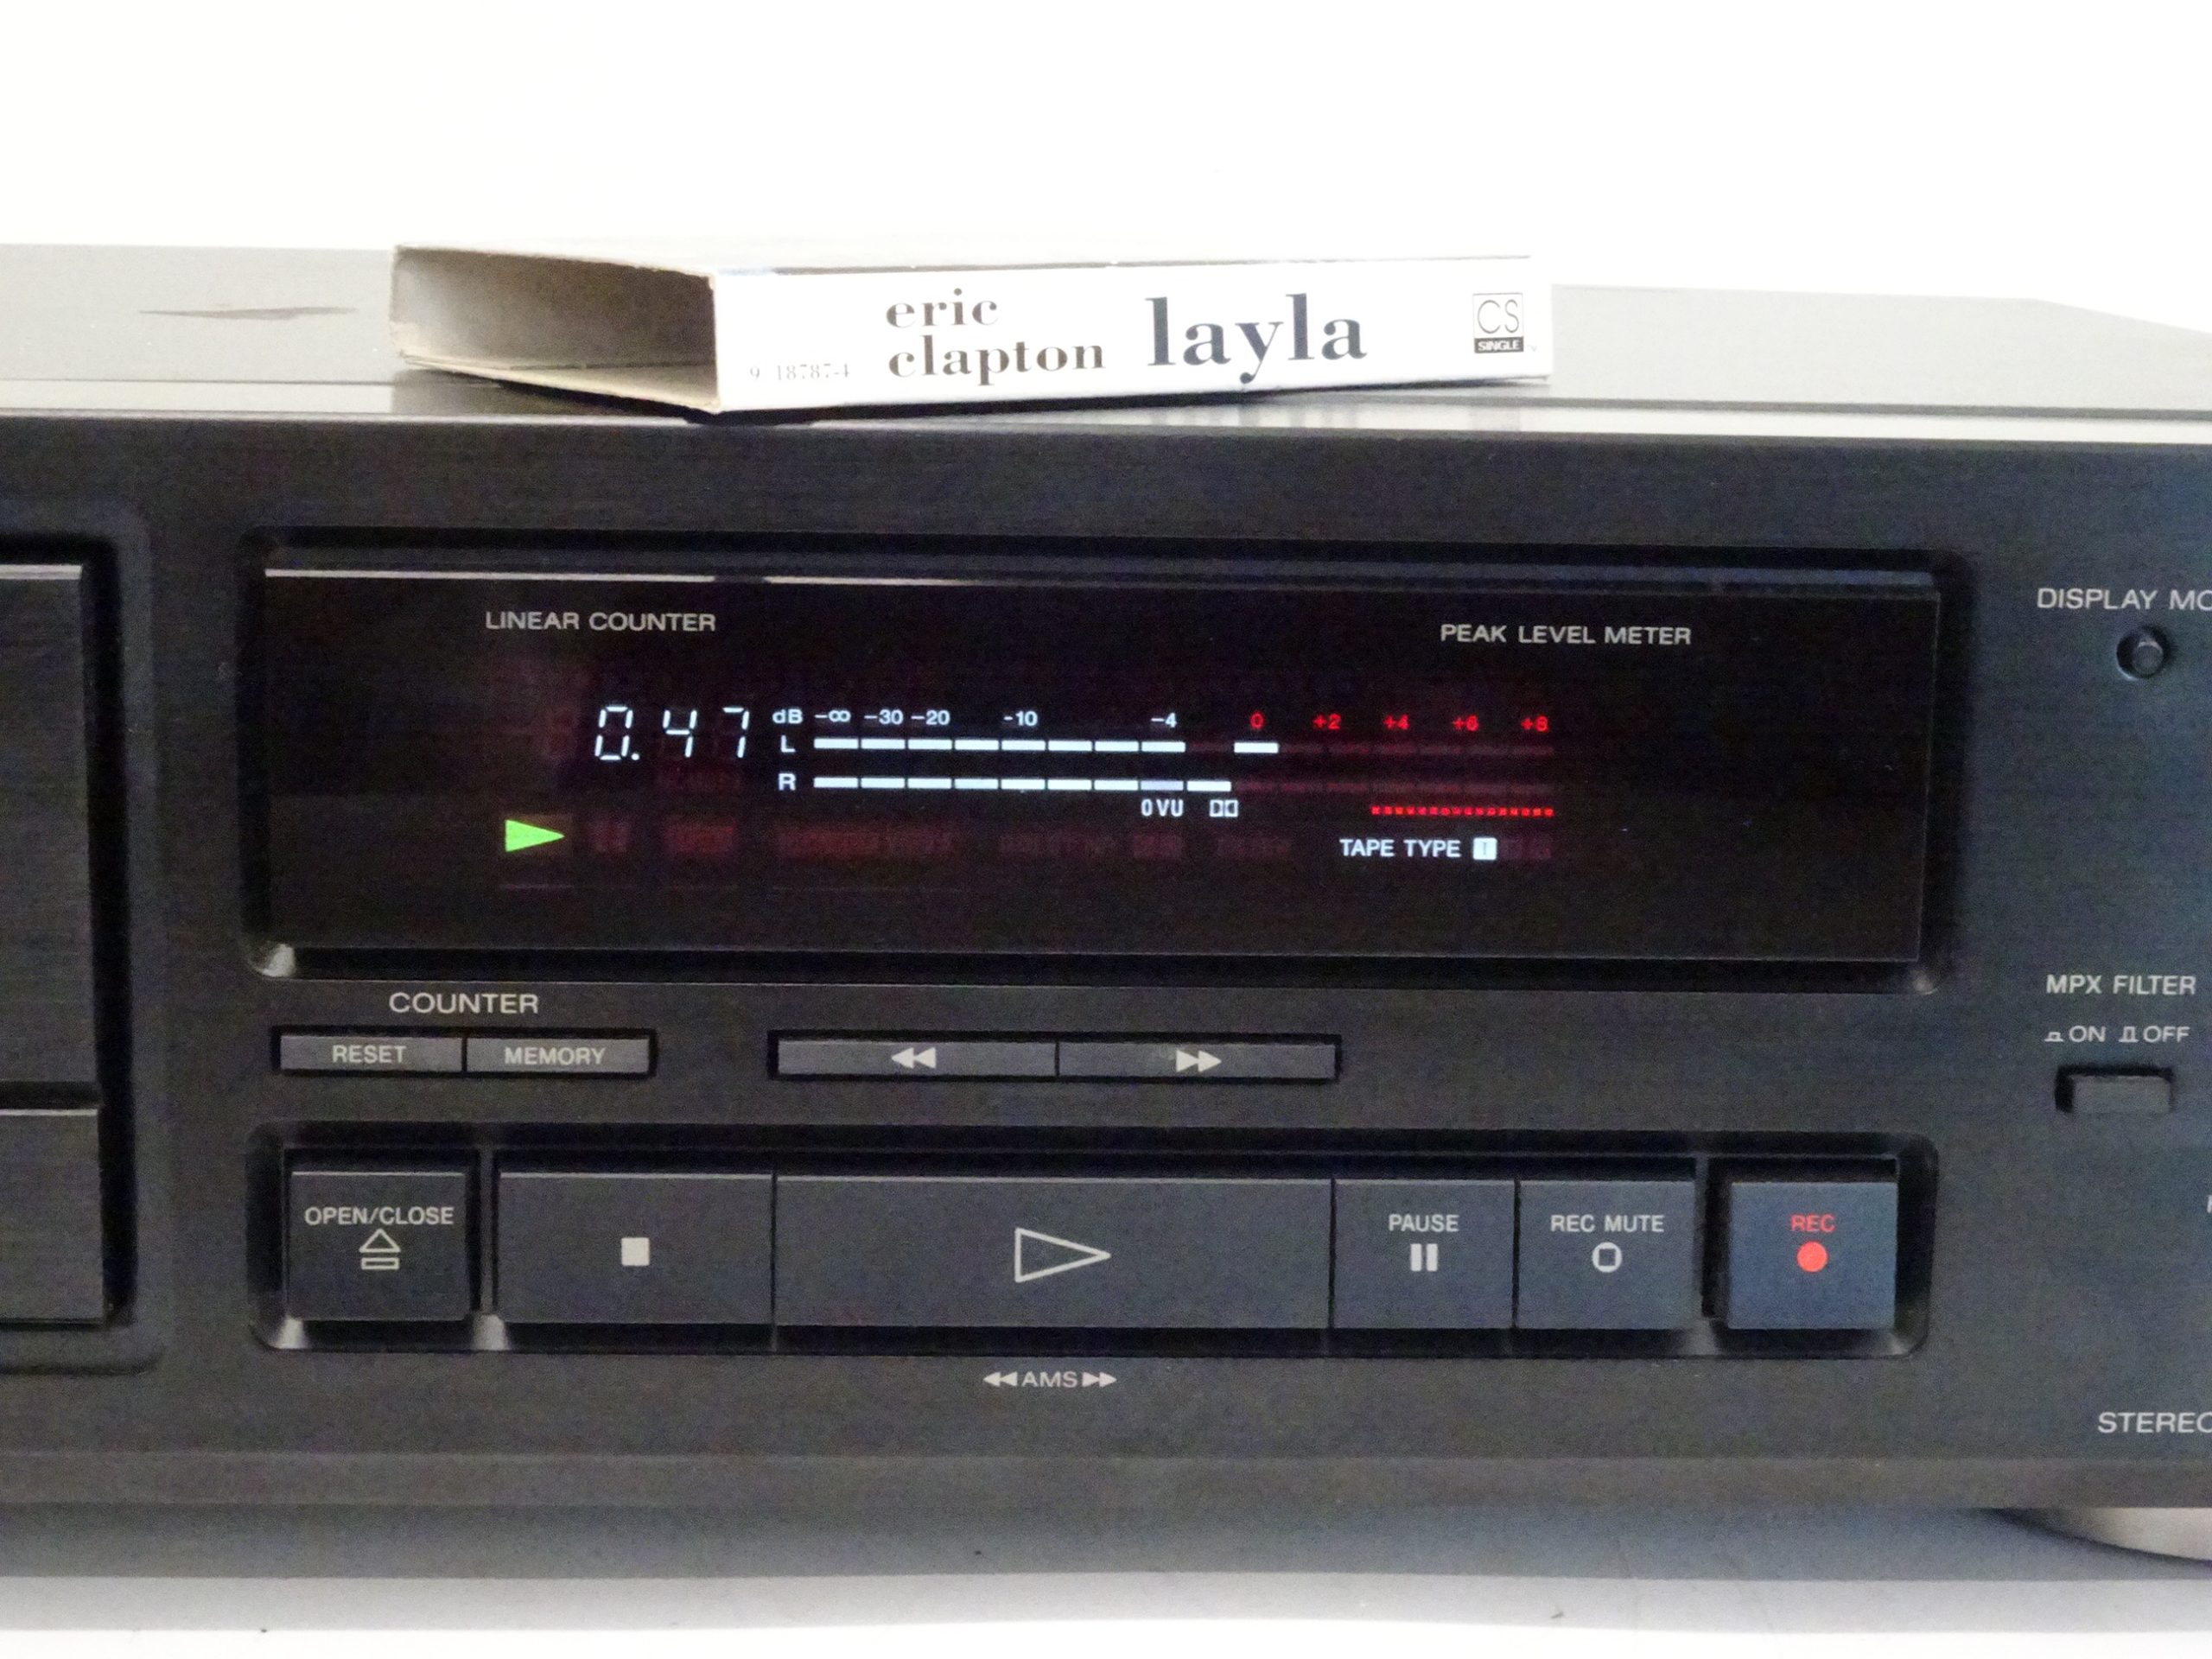 eric
clapton
layla
9 18787-4
CS
SINGLE
LINEAR COUNTER
PEAK LEVEL METER
DISPLAY MO
0.47
dB -∞ -30 -20 -10 -4 0 +2 +4 +6 +8
L
R
0 VU
TAPE TYPE I
COUNTER
RESET MEMORY
MPX FILTER
ON OFF
OPEN/CLOSE
PAUSE
REC MUTE
REC
AMS
STEREO